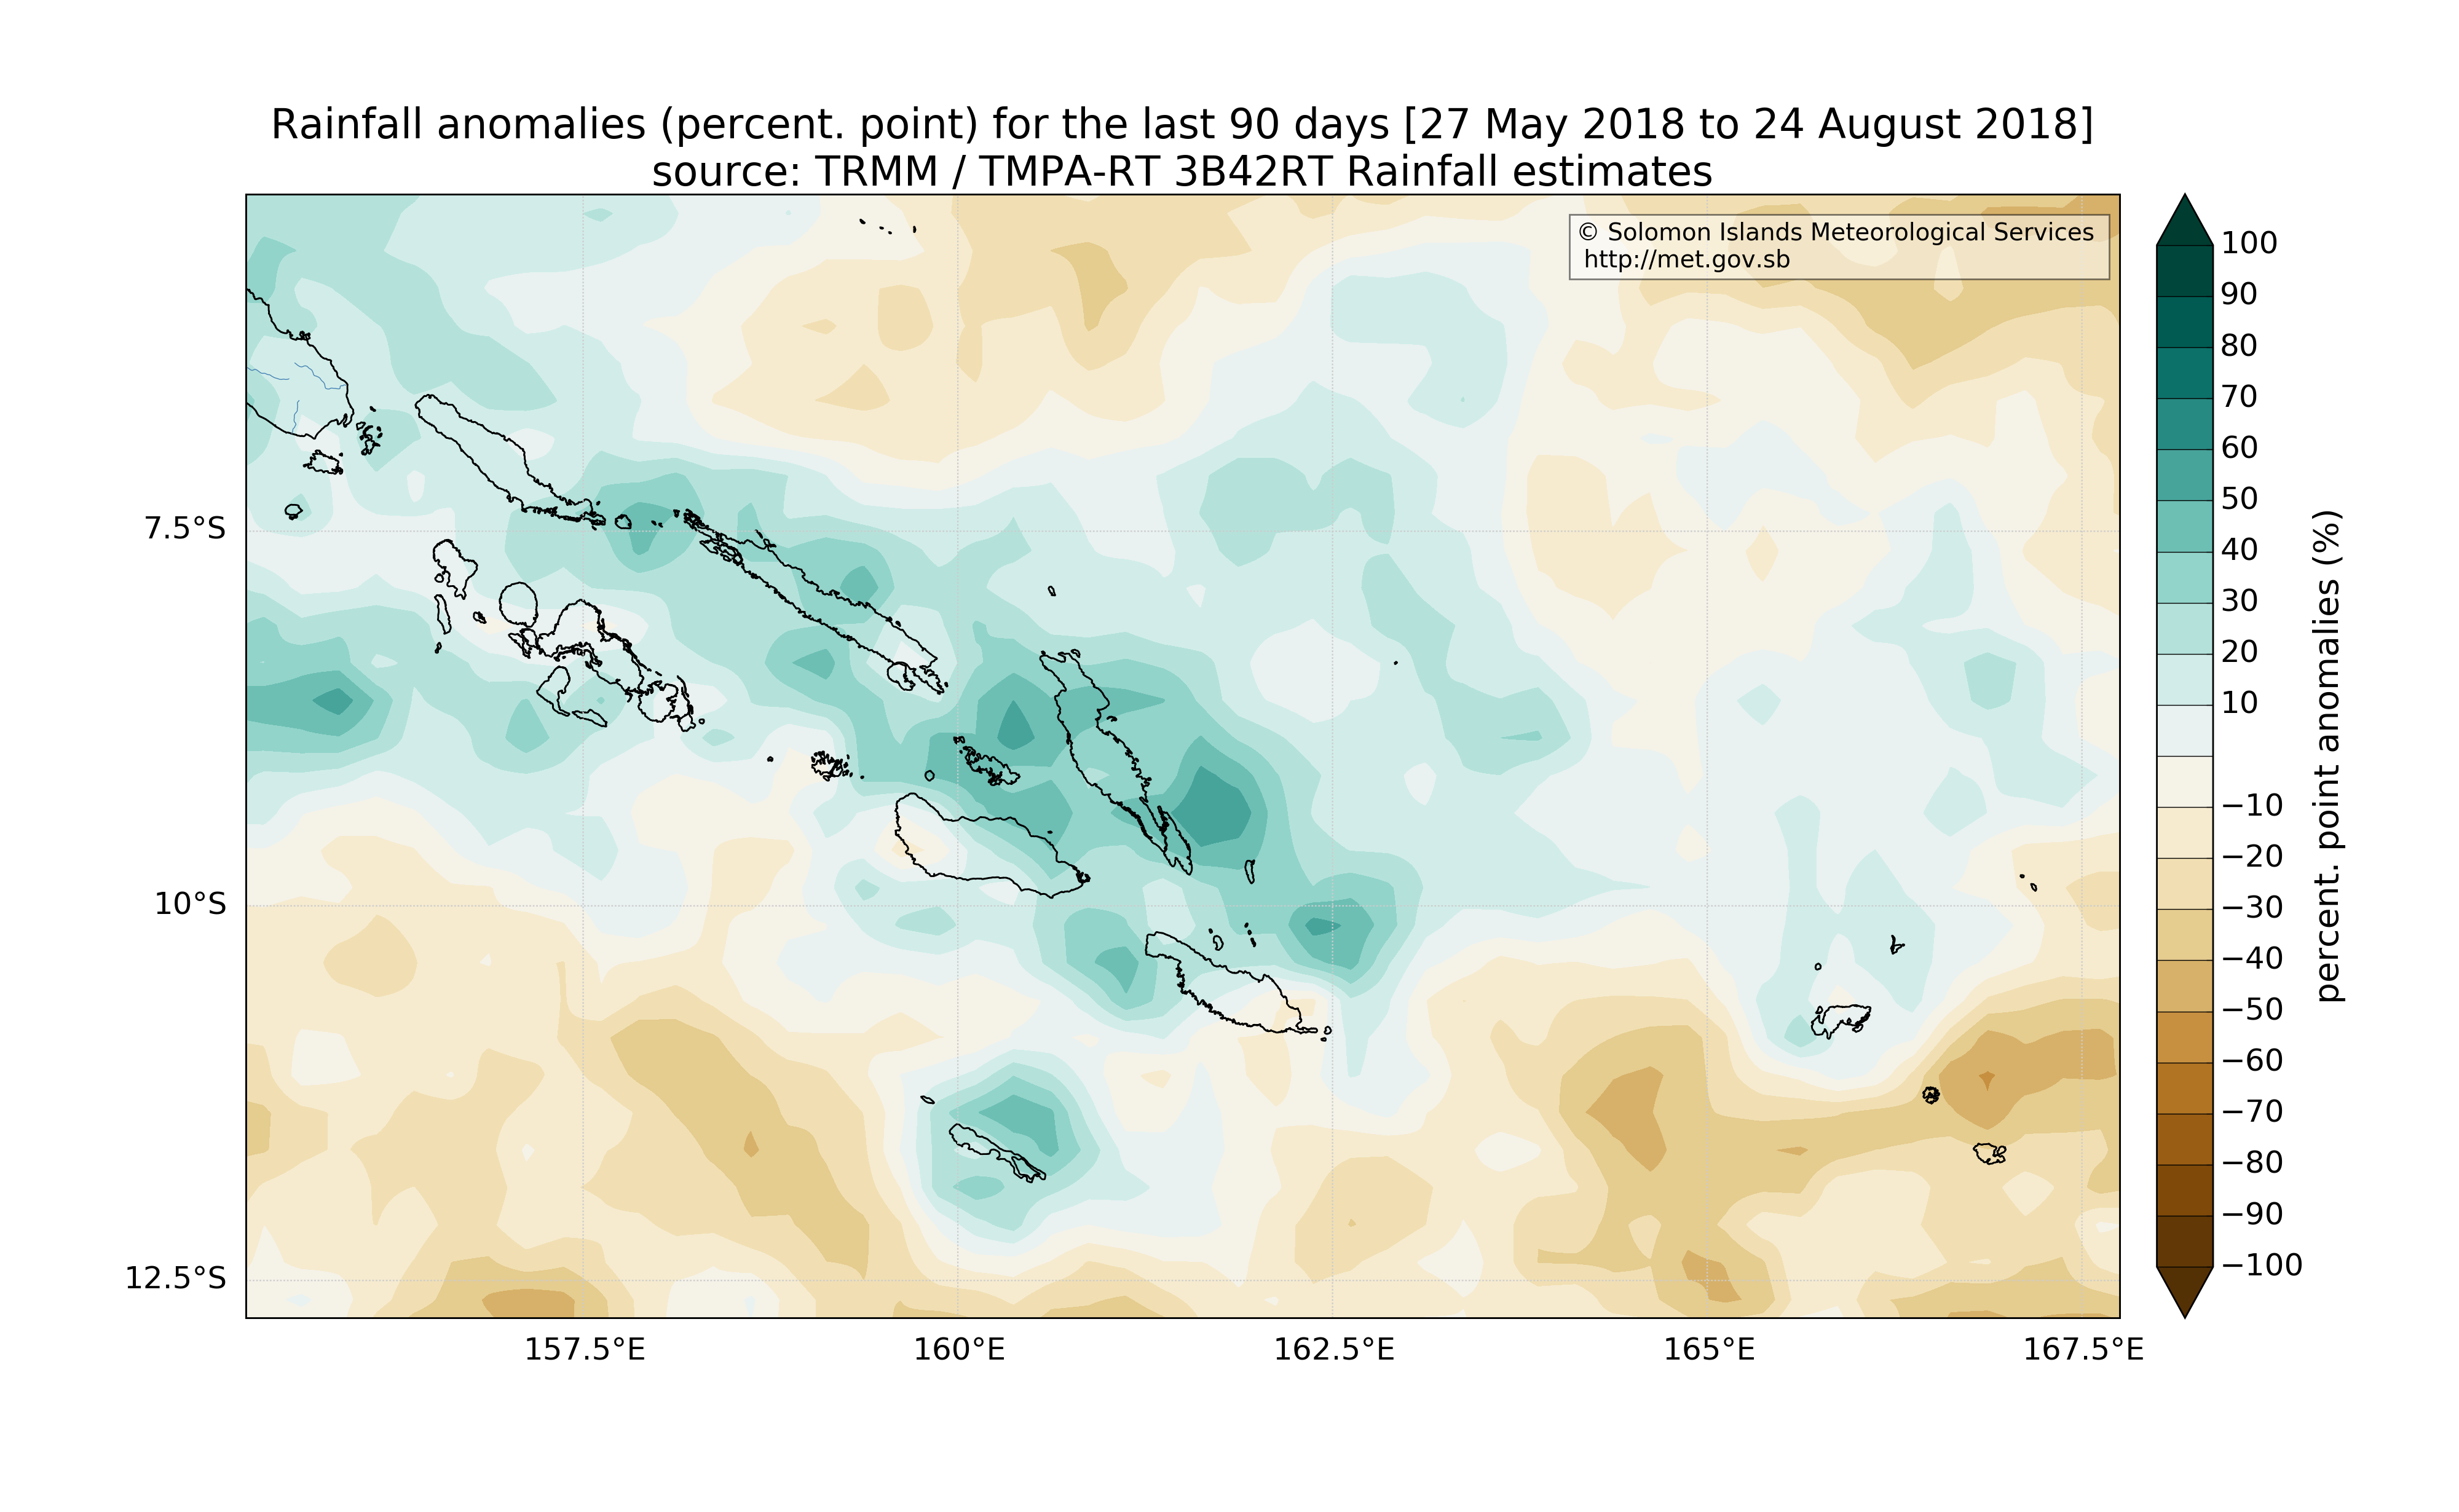 Rainfall anomalies (percent. point) for the last 90 days [27 May 2018 to 24 August 2018]
source: TRMM / TMPA-RT 3B42RT Rainfall estimates
© Solomon Islands Meteorological Services
http://met.gov.sb
7.5°S
10°S
12.5°S
157.5°E
160°E
162.5°E
165°E
167.5°E
100
90
80
70
60
50
40
30
20
10
−10
−20
−30
−40
−50
−60
−70
−80
−90
−100
percent. point anomalies (%)